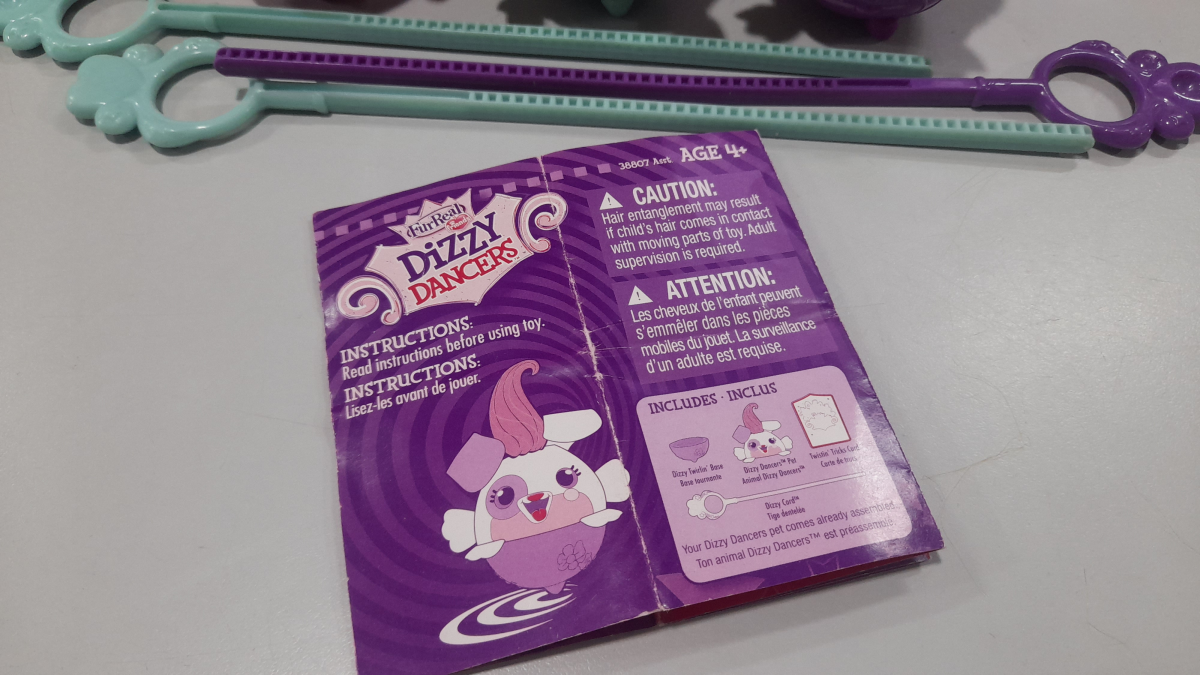 FurReal
DiZZY
DANCERS
INSTRUCTIONS:
Read instructions before using toy.
INSTRUCTIONS:
Lisez-les avant de jouer.
38807 Asst. AGE 4+
CAUTION:
Hair entanglement may result
if child's hair comes in contact
with moving parts of toy. Adult
supervision is required.
ATTENTION:
Les cheveux de l'enfant peuvent
s'emmêler dans les pièces
mobiles du jouet. La surveillance
d'un adulte est requise.
INCLUDES · INCLUS
Dizzy Twirlin' Base
Base tournante
Dizzy Dancers™ Pet
Animal Dizzy Dancers™
Twistin' Tricks Card
Carte de
Dizzy Cord™
Tige dentelée
Your Dizzy Dancers pet comes already assembled.
Ton animal Dizzy Dancers™ est préassemblé.